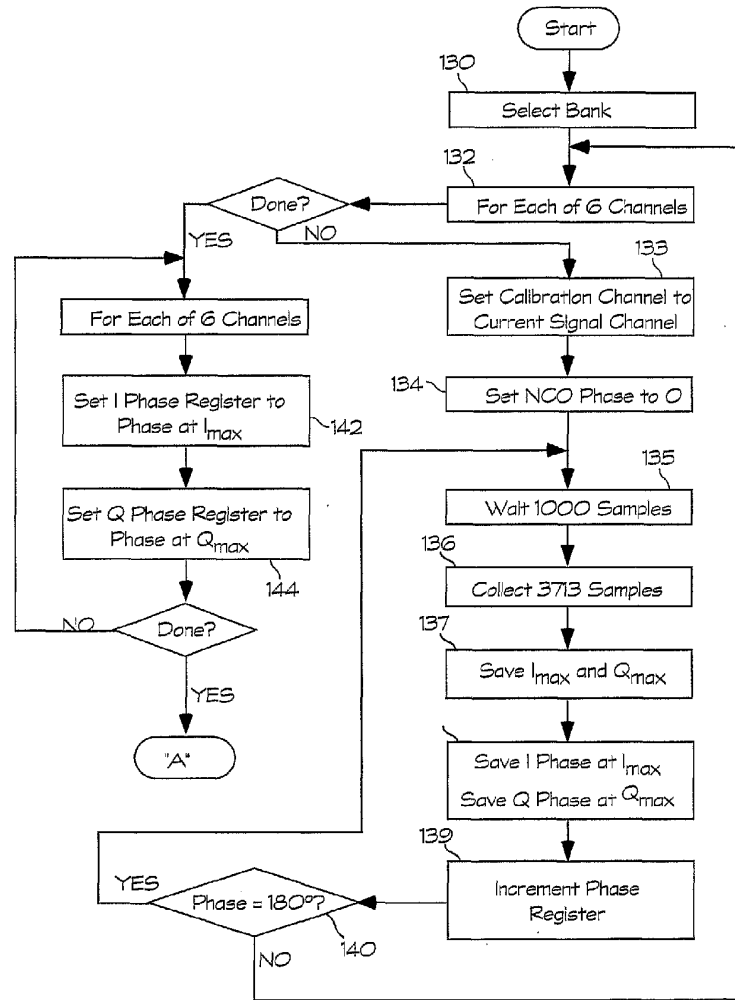 Start
130
Select Bank
132
For Each of 6 Channels
Done?
YES
NO
133
Set Calibration Channel to
Current Signal Channel
For Each of 6 Channels
134
Set NCO Phase to 0
Set I Phase Register to
Phase at Imax
142
135
Wait 1000 Samples
Set Q Phase Register to
Phase at Qmax
144
136
Collect 3713 Samples
Done?
NO
YES
137
Save Imax and Qmax
"A"
Save I Phase at Imax
Save Q Phase at Qmax
139
Increment Phase
Register
Phase = 180º?
YES
140
NO